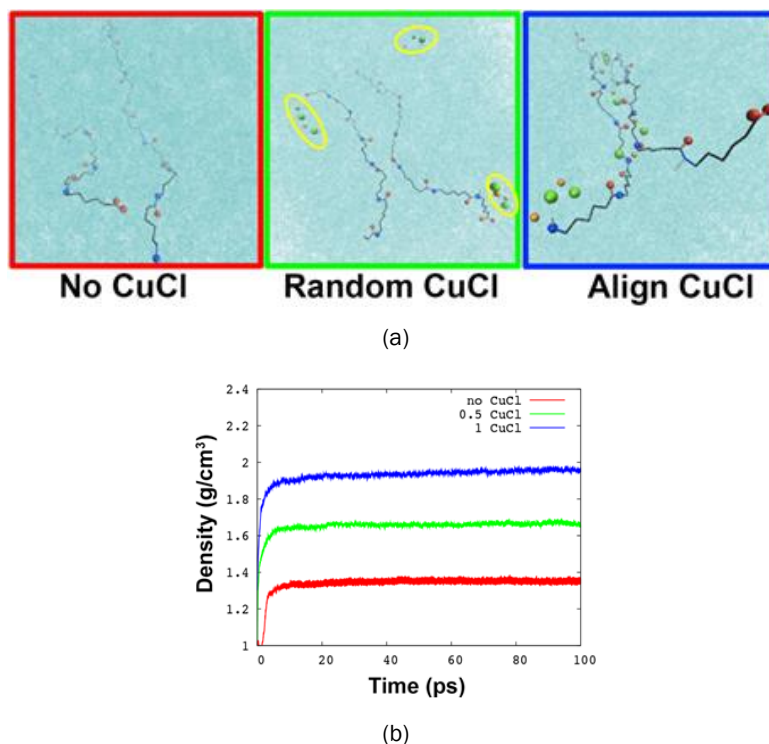 No CuCl Random CuCl Align CuCl
(a)
2.4
2.2
2
1.8
1.6
1.4
1.2
1
no CuCl
0.5 CuCl
1 CuCl
Density (g/cm³)
0 20 40 60 80 100
Time (ps)
(b)